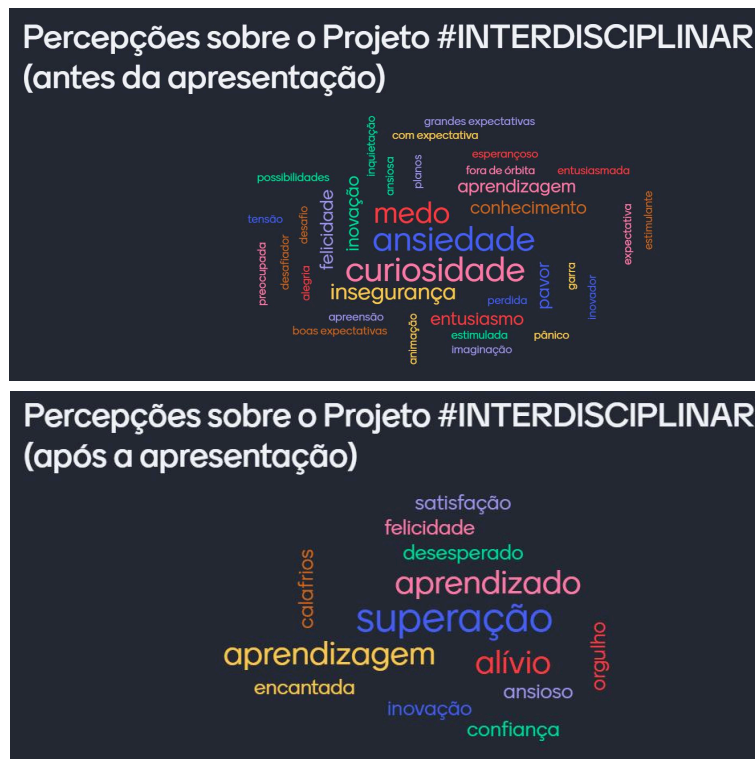 Percepções sobre o Projeto #INTERDISCIPLINAR
(antes da apresentação)
grandes expectativas
com expectativa
inquietação
ansiosa
planos
esperançoso
fora de órbita
entusiasmada
possibilidades
aprendizagem
felicidade
inovação
medo
conhecimento
estimulante
expectativa
tensão
desafio
ansiedade
preocupada
desafiador
alegria
curiosidade
pavor
garra
inovador
insegurança
perdida
apreensão
entusiasmo
boas expectativas
animação
estimulada
pânico
imaginação
Percepções sobre o Projeto #INTERDISCIPLINAR
(após a apresentação)
satisfação
felicidade
desesperado
calafrios
aprendizado
superação
aprendizagem
alívio
orgulho
encantada
ansioso
inovação
confiança